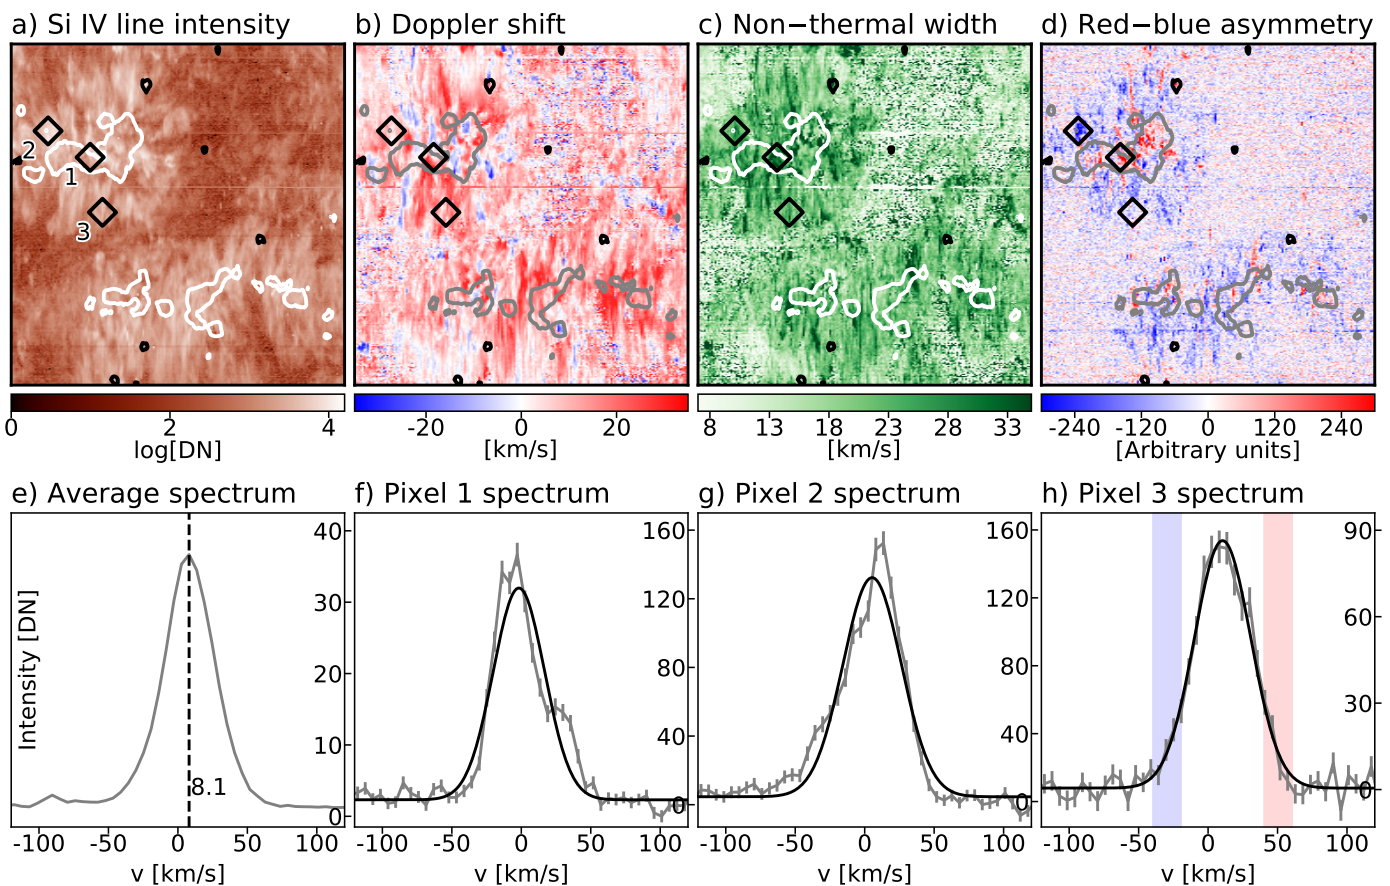 a) Si IV line intensity
b) Doppler shift
c) Non−thermal width
d) Red−blue asymmetry
2
1
3
0 2 4
log[DN]
-20 0 20
[km/s]
8 13 18 23 28 33
[km/s]
-240 -120 0 120 240
[Arbitrary units]
e) Average spectrum
f) Pixel 1 spectrum
g) Pixel 2 spectrum
h) Pixel 3 spectrum
Intensity [DN]
40
30
20
10
0
8.1
-100 -50 0 50 100
v [km/s]
160
120
80
40
0
-100 -50 0 50 100
v [km/s]
160
120
80
40
0
-100 -50 0 50 100
v [km/s]
90
60
30
0
-100 -50 0 50 100
v [km/s]